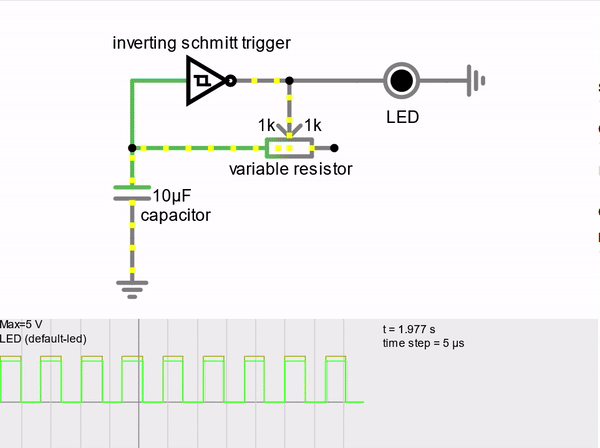 inverting schmitt trigger
LED
1k 1k
variable resistor
10µF
capacitor
Max=5 V
LED (default-led)
t = 1.977 s
time step = 5 µs